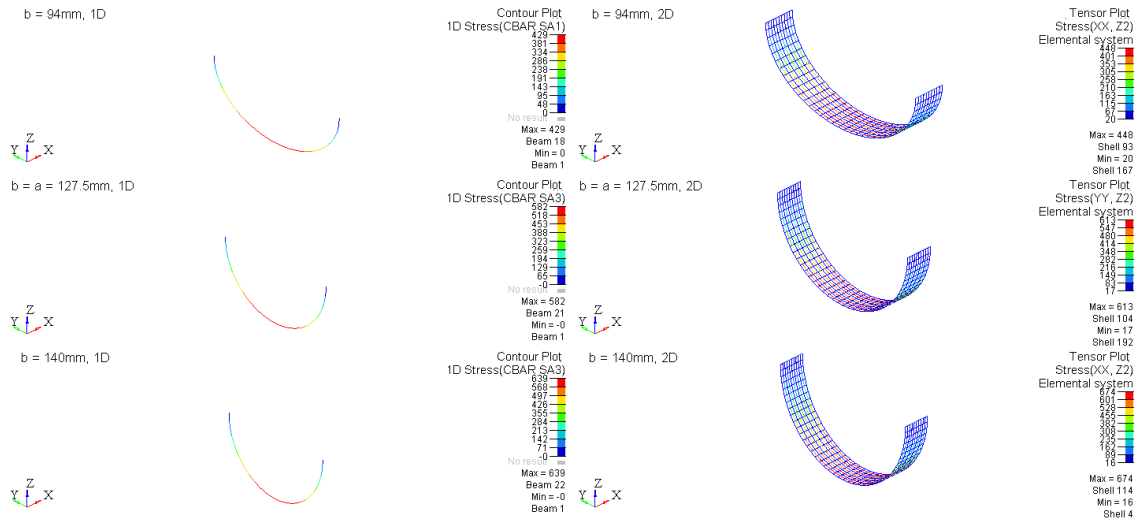 b = 94mm, 1D
Contour Plot
1D Stress(CBAR SA1)
429
381
334
286
238
191
143
95
48
0
No result
Max = 429
Beam 18
Min = 0
Beam 1
Z
Y X
b = 94mm, 2D
Tensor Plot
Stress(XX, Z2)
Elemental system
448
401
353
305
258
210
163
115
67
20
Max = 448
Shell 93
Min = 20
Shell 167
Z
Y X
b = a = 127.5mm, 1D
Contour Plot
1D Stress(CBAR SA3)
582
518
453
388
323
259
194
129
65
-0
No result
Max = 582
Beam 21
Min = -0
Beam 1
Z
Y X
b = a = 127.5mm, 2D
Tensor Plot
Stress(YY, Z2)
Elemental system
613
547
480
414
348
282
216
149
83
17
Max = 613
Shell 104
Min = 17
Shell 192
Z
Y X
b = 140mm, 1D
Contour Plot
1D Stress(CBAR SA3)
639
568
497
426
355
284
213
142
71
-0
No result
Max = 639
Beam 22
Min = -0
Beam 1
Z
Y X
b = 140mm, 2D
Tensor Plot
Stress(XX, Z2)
Elemental system
674
601
528
455
382
308
235
162
89
16
Max = 674
Shell 114
Min = 16
Shell 4
Z
Y X